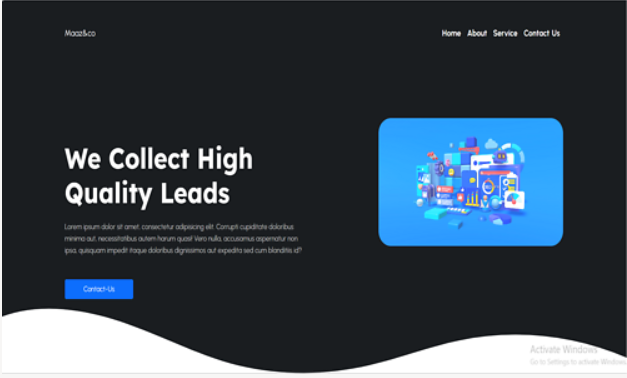 Maaz&co
Home About Service Contact Us
We Collect High
Quality Leads
Lorem ipsum dolor sit amet, consectetur adipisicing elit. Corrupti cupiditate doloribus
minima aut, necessitatibus autem harum quasi! Vero nulla, accusamus aspernatur non
ipsa, quisquam impedit itaque doloribus dignissimos aut expedita sed cum blanditiis id?
Contact-Us
Activate Windows
Go to Settings to activate Windows.